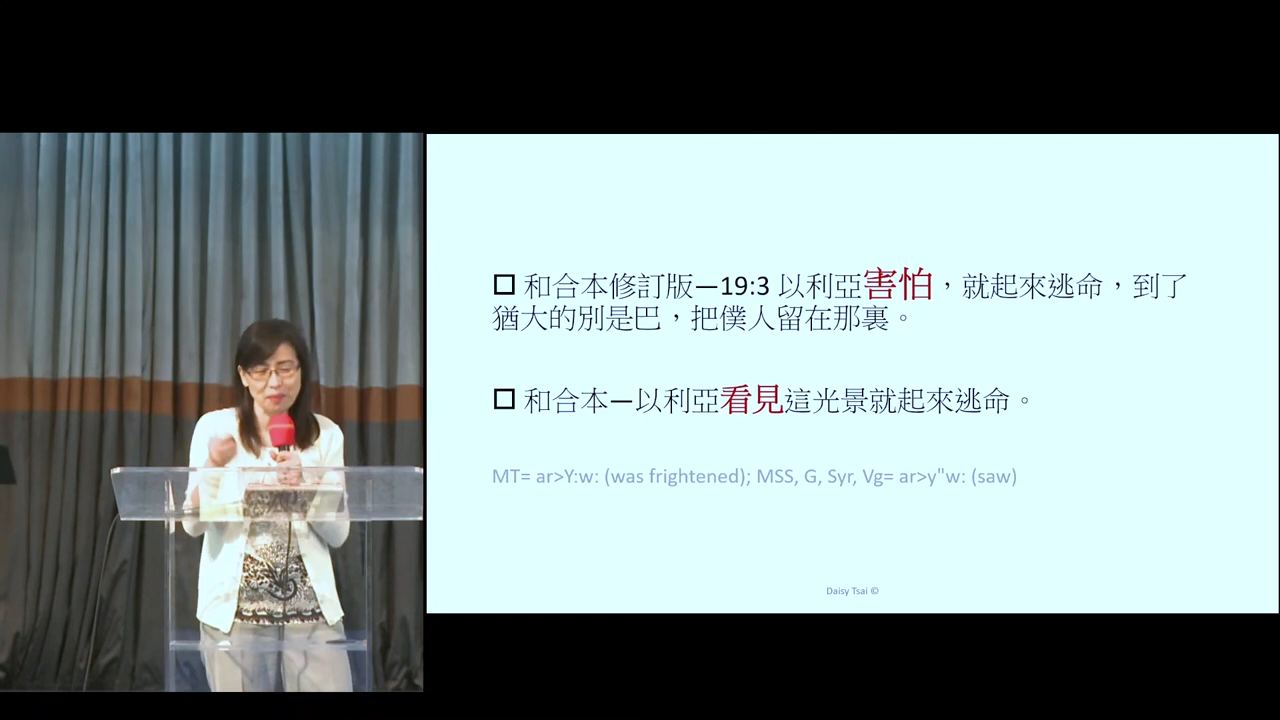 □ 和合本修訂版—19:3 以利亞害怕，就起來逃命，到了
猶大的別是巴，把僕人留在那裏。
□ 和合本—以利亞看見這光景就起來逃命。
MT= ar>Y:w: (was frightened); MSS, G, Syr, Vg= ar>y"w: (saw)
Daisy Tsai ©